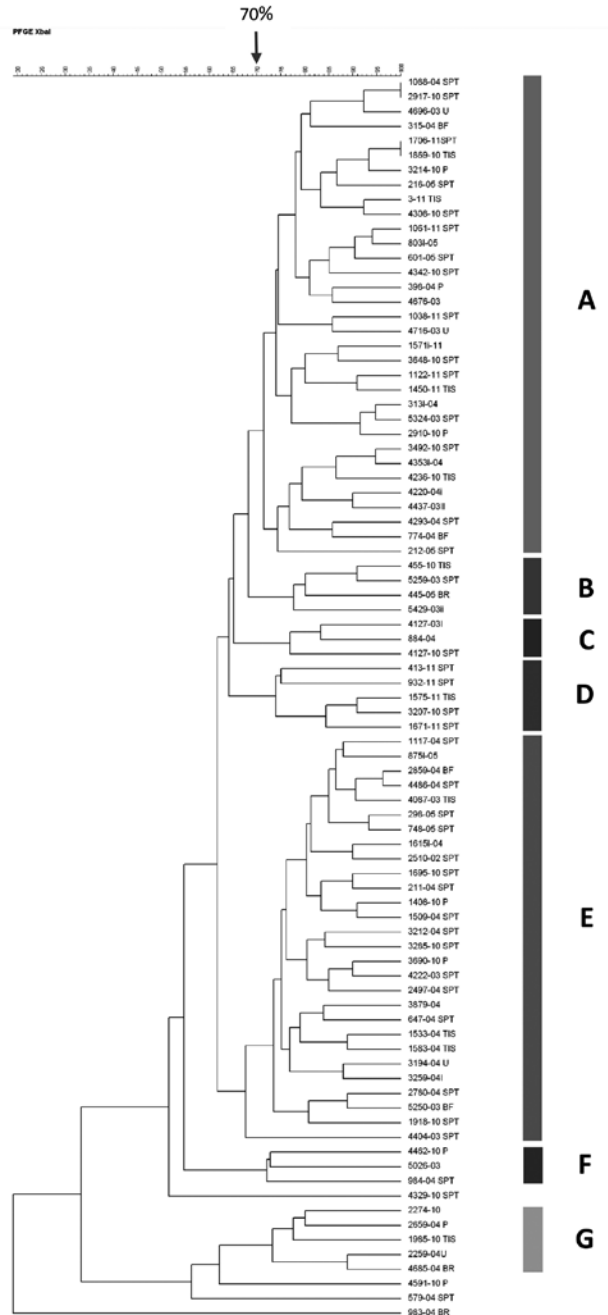 70%
PFGE XbaI
100
1068-04 SPT
2917-10 SPT
4696-03 U
315-04 BF
1706-11SPT
1669-10 TIS
3214-10 P
216-05 SPT
3-11 TIS
4306-10 SPT
1061-11 SPT
803I-05
601-05 SPT
4342-10 SPT
396-04 P
4676-03
A
1038-11 SPT
4716-03 U
1571I-11
3648-10 SPT
1122-11 SPT
1450-11 TIS
313I-04
5324-03 SPT
2910-10 P
3492-10 SPT
4353II-04
4236-10 TIS
4220-04I
4437-03II
4293-04 SPT
774-04 BF
212-05 SPT
455-10 TIS
5259-03 SPT
B
445-05 BR
5429-03II
4127-03I
884-04
C
4127-10 SPT
413-11 SPT
932-11 SPT
D
1575-11 TIS
3207-10 SPT
1671-11 SPT
1117-04 SPT
875I-05
2859-04 BF
4486-04 SPT
4087-03 TIS
296-05 SPT
748-05 SPT
1615II-04
2510-02 SPT
1695-10 SPT
211-04 SPT
1406-10 P
E
1509-04 SPT
3212-04 SPT
3265-10 SPT
3690-10 P
4222-03 SPT
2497-04 SPT
3879-04
647-04 SPT
1533-04 TIS
1583-04 TIS
3194-04 U
3259-04I
2760-04 SPT
5250-03 BF
1918-10 SPT
4404-03 SPT
4462-10 P
F
5026-03
984-04 SPT
4329-10 SPT
2274-10
2659-04 P
G
1965-10 TIS
2259-04U
4685-04 BR
4591-10 P
579-04 SPT
983-04 BR